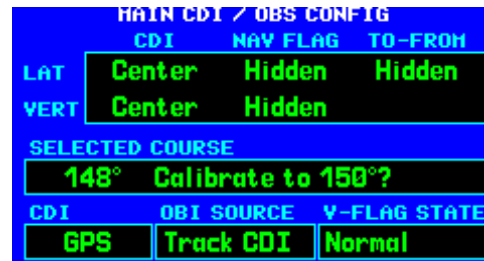 MAIN CDI / OBS CONFIG
CDI NAV FLAG TO-FROM
LAT Center Hidden Hidden
VERT Center Hidden
SELECTED COURSE
148° Calibrate to 150°?
CDI OBI SOURCE V-FLAG STATE
GPS Track CDI Normal